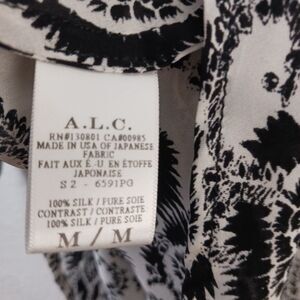 A.L.C.
RN#130801 CA#00985
MADE IN USA OF JAPANESE
FABRIC
FAIT AUX É.-U EN ÉTOFFE
JAPONAISE
S2 - 6591PG
100% SILK / PURE SOIE
CONTRAST / CONTRASTE
100% SILK / PURE SOIE
M / M